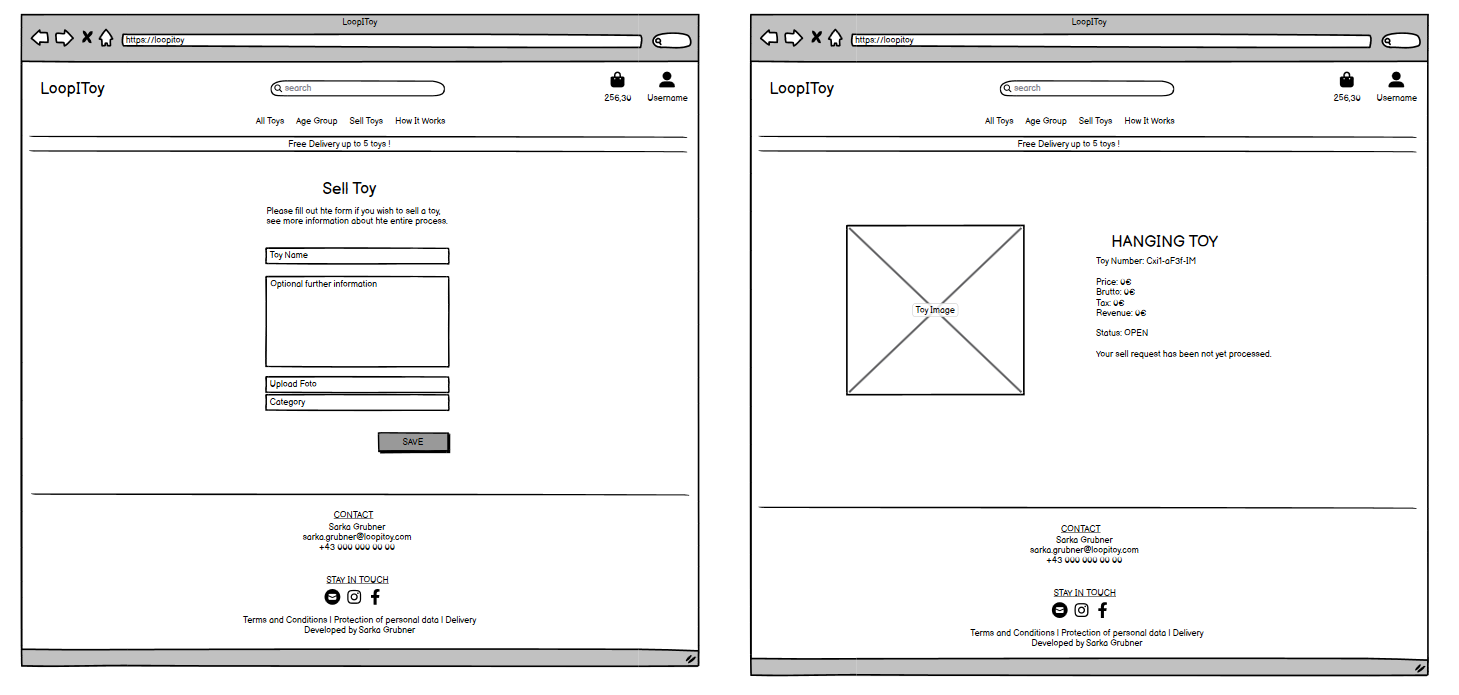 LoopIToy
https://loopitoy
LoopIToy
search
256,30
Username
All Toys Age Group Sell Toys How It Works
Free Delivery up to 5 toys !
Sell Toy
Please fill out hte form if you wish to sell a toy,
see more information about hte entire process.
Toy Name
Optional further information
Upload Foto
Category
SAVE
CONTACT
Sarka Grubner
sarka.grubner@loopitoy.com
+43 000 000 00 00
STAY IN TOUCH
Terms and Conditions | Protection of personal data | Delivery
Developed by Sarka Grubner
LoopIToy
https://loopitoy
LoopIToy
search
256,30
Username
All Toys Age Group Sell Toys How It Works
Free Delivery up to 5 toys !
Toy Image
HANGING TOY
Toy Number: Cxi1-aF3f-IM
Price: 0€
Brutto: 0€
Tax: 0€
Revenue: 0€
Status: OPEN
Your sell request has been not yet processed.
CONTACT
Sarka Grubner
sarka.grubner@loopitoy.com
+43 000 000 00 00
STAY IN TOUCH
Terms and Conditions | Protection of personal data | Delivery
Developed by Sarka Grubner